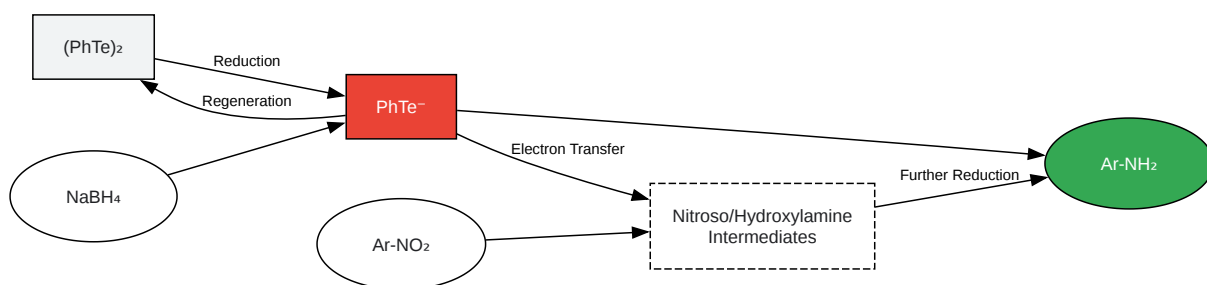 (PhTe)₂
Reduction
Regeneration
PhTe⁻
NaBH₄
Electron Transfer
Ar-NO₂
Nitroso/Hydroxylamine
Intermediates
Further Reduction
Ar-NH₂